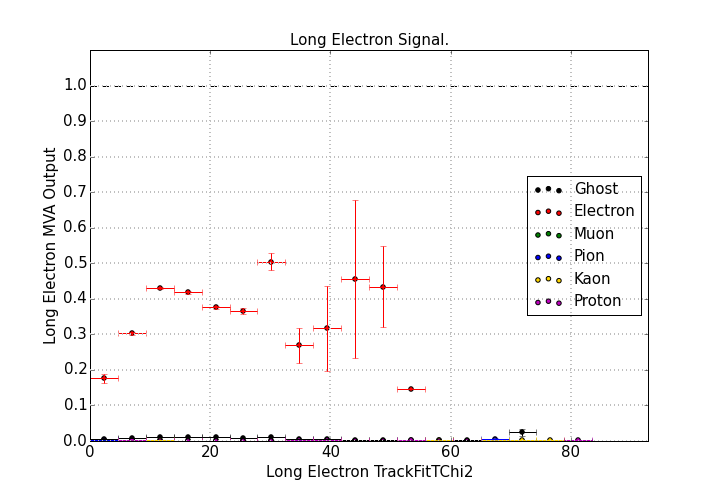 Long Electron Signal.
Long Electron MVA Output
1.0
0.9
0.8
0.7
0.6
0.5
0.4
0.3
0.2
0.1
0.0
Ghost
Electron
Muon
Pion
Kaon
Proton
0 20 40 60 80
Long Electron TrackFitTChi2